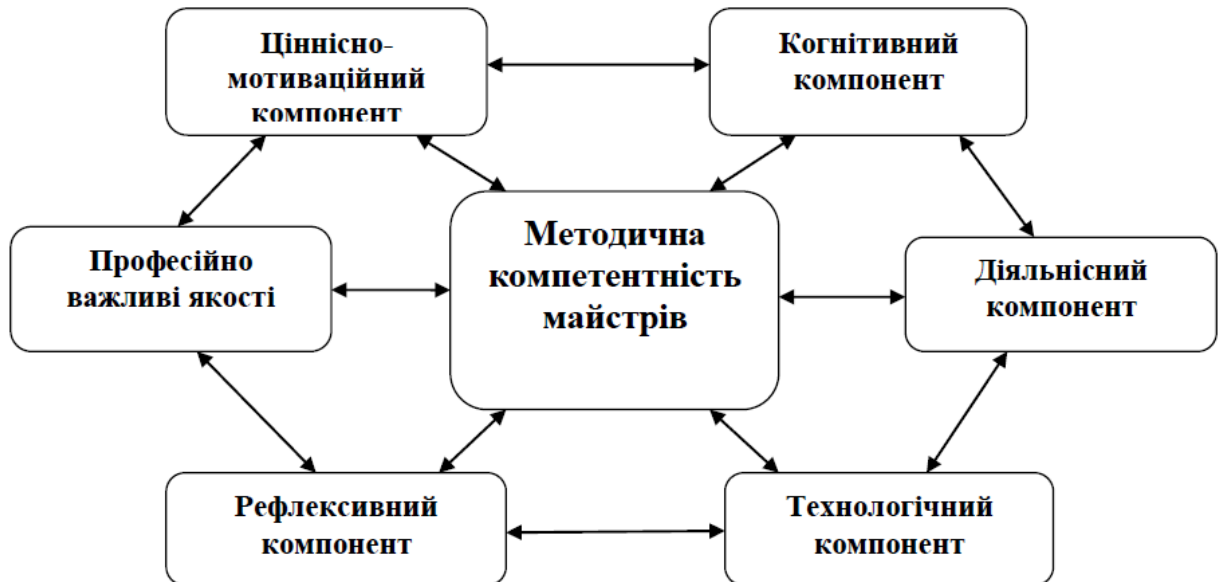 Ціннісно-
мотиваційний
компонент
Когнітивний
компонент
Професійно
важливі якості
Методична
компетентність
майстрів
Діяльнісний
компонент
Рефлексивний
компонент
Технологічний
компонент